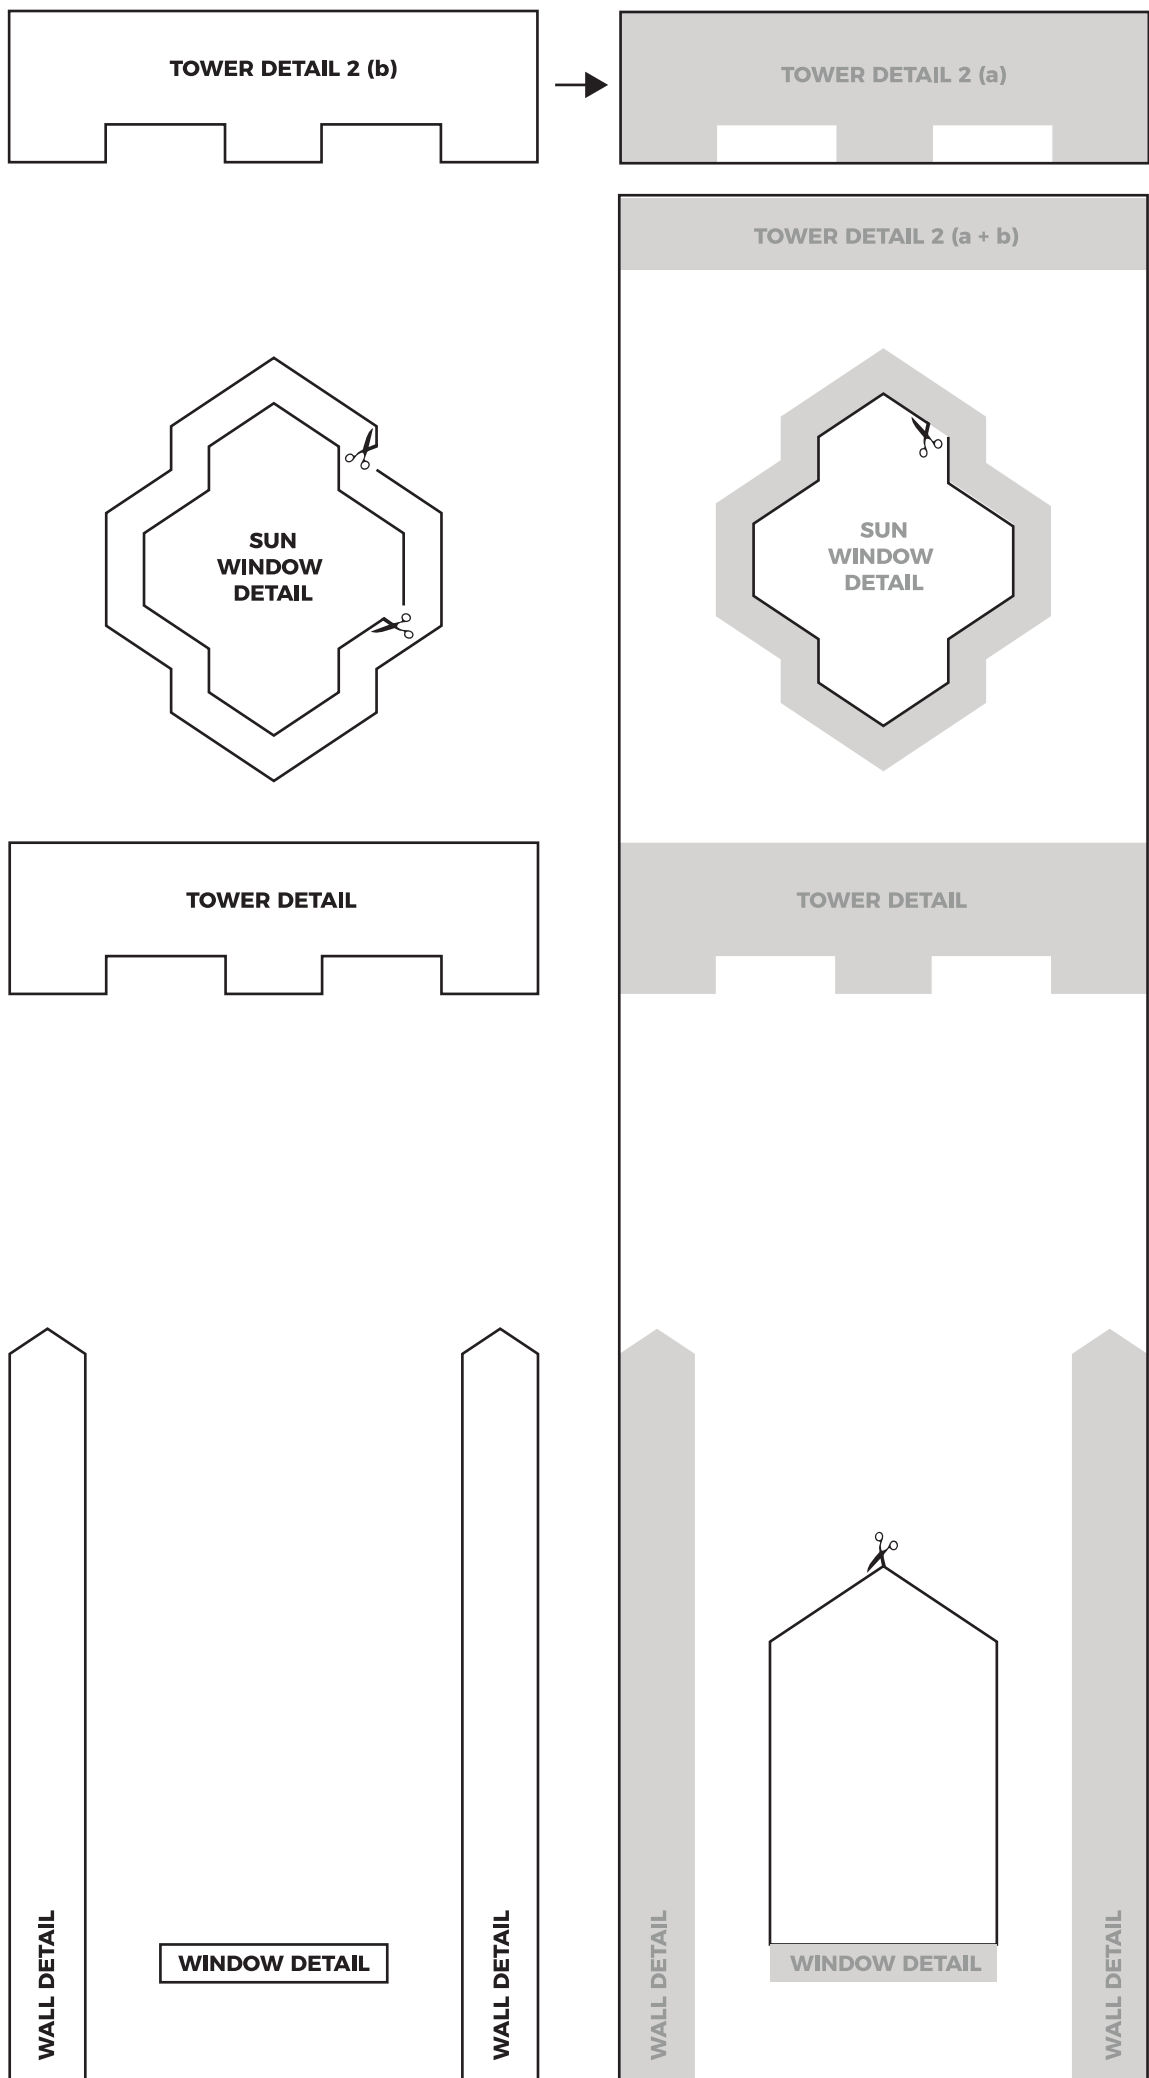 TOWER DETAIL 2 (b)
TOWER DETAIL 2 (a)
TOWER DETAIL 2 (a + b)
SUN
WINDOW
DETAIL
SUN
WINDOW
DETAIL
TOWER DETAIL
TOWER DETAIL
WALL DETAIL
WINDOW DETAIL
WALL DETAIL
WALL DETAIL
WINDOW DETAIL
WALL DETAIL